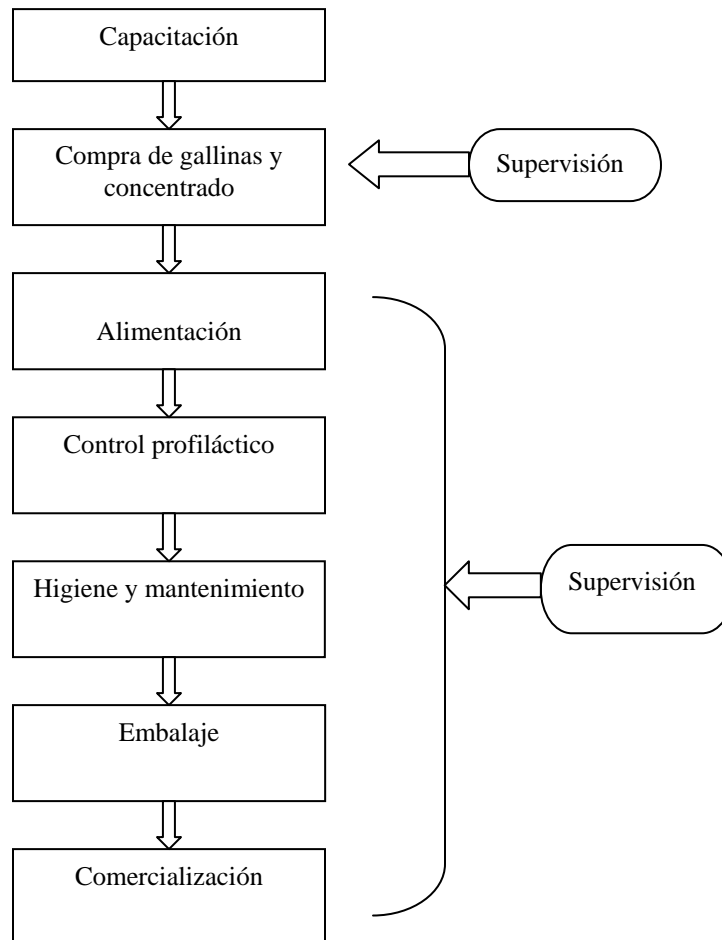 Capacitación
Compra de gallinas y
concentrado
Supervisión
Alimentación
Control profiláctico
Higiene y mantenimiento
Supervisión
Embalaje
Comercialización